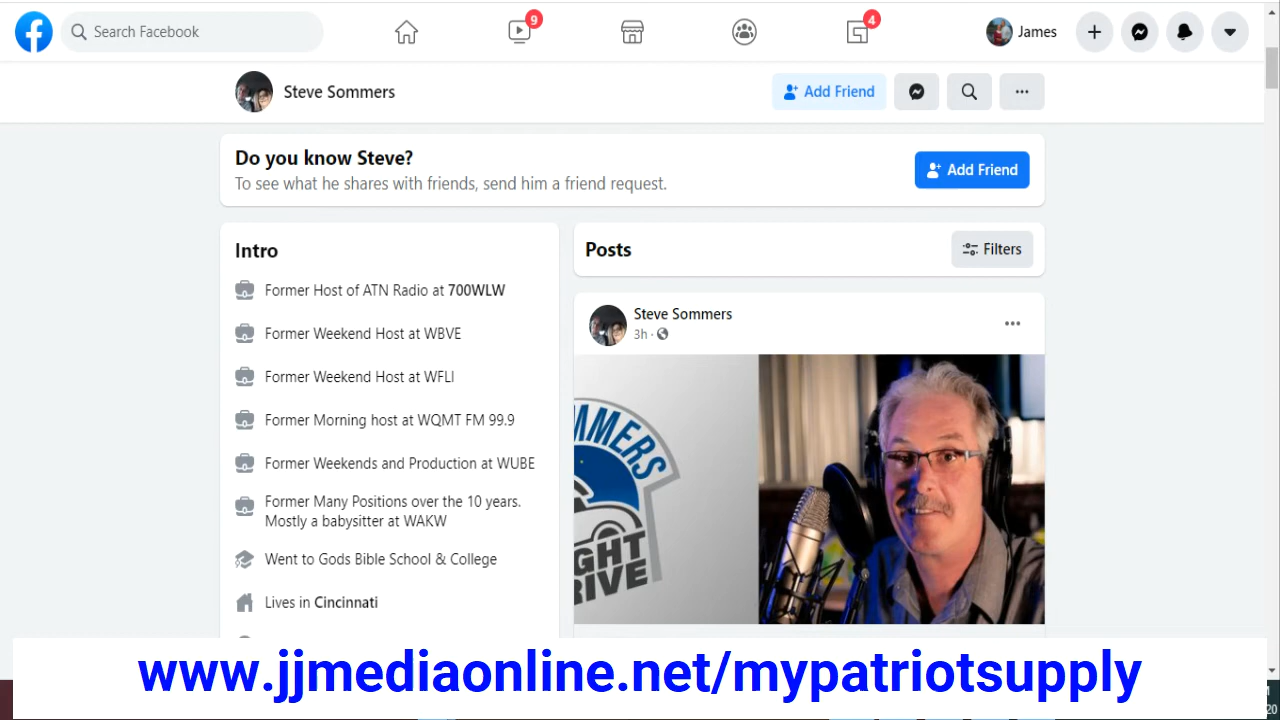 Search Facebook
9
4
James
Steve Sommers
Add Friend
Do you know Steve?
To see what he shares with friends, send him a friend request.
Add Friend
Intro
Former Host of ATN Radio at 700WLW
Former Weekend Host at WBVE
Former Weekend Host at WFLI
Former Morning host at WQMT FM 99.9
Former Weekends and Production at WUBE
Former Many Positions over the 10 years.
Mostly a babysitter at WAKW
Went to Gods Bible School & College
Lives in Cincinnati
Posts
Filters
Steve Sommers
3h ·
www.jjmediaonline.net/mypatriotsupply
20